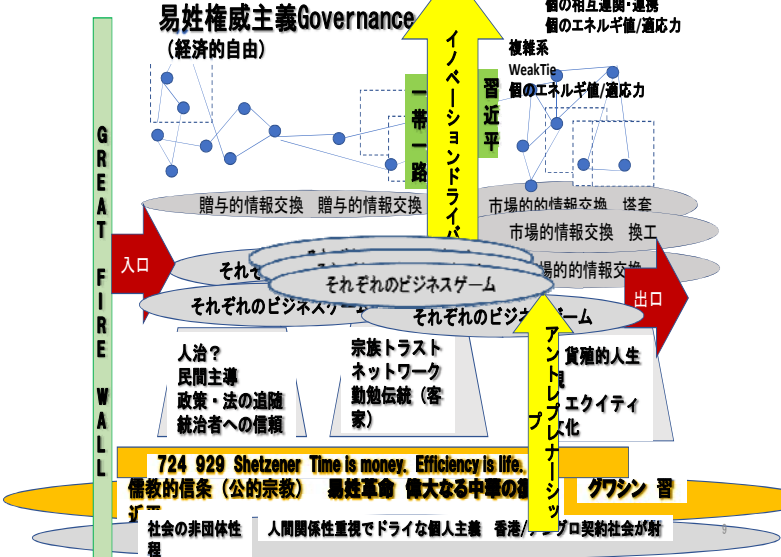 易姓権威主義Governance
（経済的自由）
個の相互連関・連携
個のエネルギ値/適応力
複雑系
WeakTie
個のエネルギ値/適応力
一帯一路
イノベーションドライバ
習近平
GREAT FIRE WALL
贈与的情報交換 贈与的情報交換
市場的的情報交換 塔套
市場的情報交換 換工
場的的情報交換
入口
出口
それぞれのビジネスゲーム
それぞれのビジネスゲーム
それぞれのビジネスゲーム
人治？
民間主導
政策・法の追随
統治者への信頼
宗族トラスト
ネットワーク
勤勉伝統（客
家）
アントレプレナーシップ
貨殖的人生
エクイティ
文化
724 929 Shetzener Time is money. Efficiency is life.
儒教的信条（公的宗教） 易姓革命 偉大なる中華の
グワシン 習
近平
社会の非団体性 人間関係性重視でドライな個人主義 香港/アングロ契約社会が射
程
9